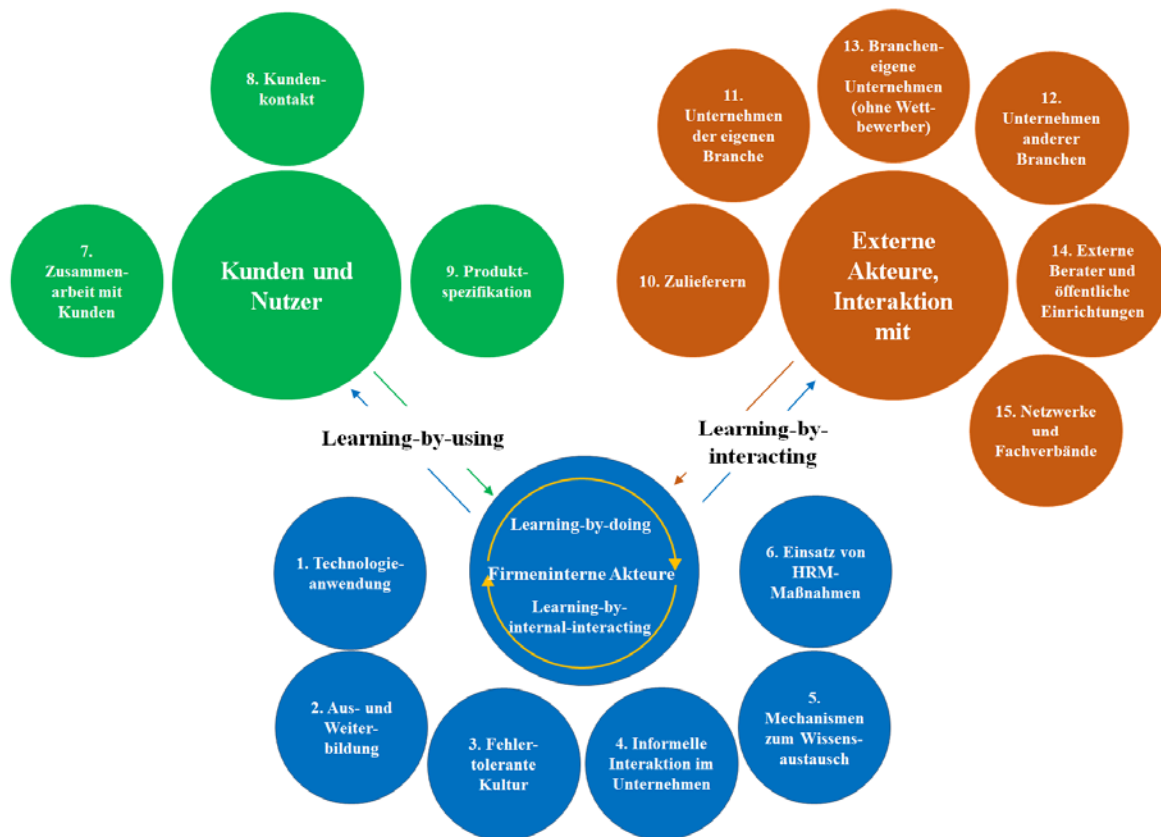 8. Kunden-
kontakt
7.
Zusammen-
arbeit mit
Kunden
Kunden und
Nutzer
9. Produkt-
spezifikation
13. Branchen-
eigene
Unternehmen
(ohne Wett-
bewerber)
11.
Unternehmen
der eigenen
Branche
12.
Unternehmen
anderer
Branchen
10. Zulieferern
Externe
Akteure,
Interaktion
mit
14. Externe
Berater und
öffentliche
Einrichtungen
15. Netzwerke
und
Fachverbände
Learning-by-using
Learning-by-
interacting
Learning-by-doing
Firmeninterne Akteure
Learning-by-
internal-interacting
1. Technologie-
anwendung
2. Aus- und
Weiter-
bildung
3. Fehler-
tolerante
Kultur
4. Informelle
Interaktion im
Unternehmen
5.
Mechanismen
zum Wissens-
austausch
6. Einsatz von
HRM-
Maßnahmen